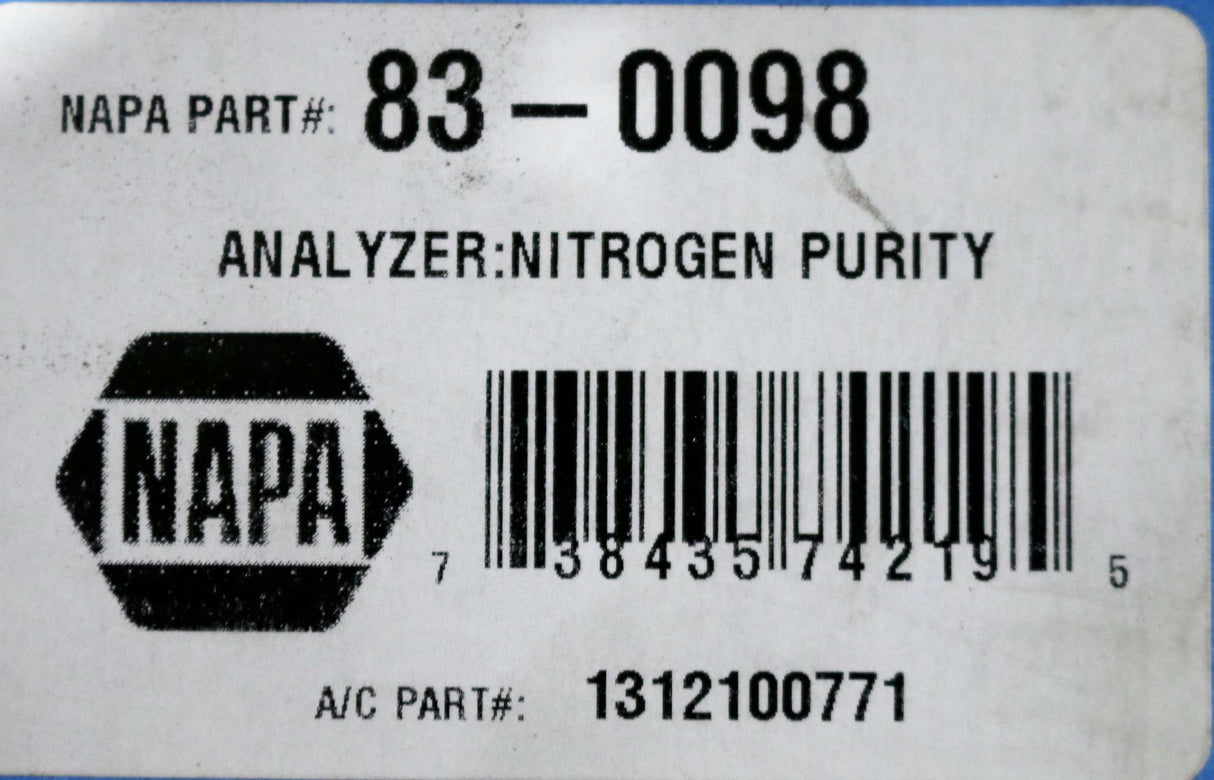 NAPA PART#: 83-0098
ANALYZER:NITROGEN PURITY
NAPA
7 38435 74219 5
A/C PART#: 1312100771